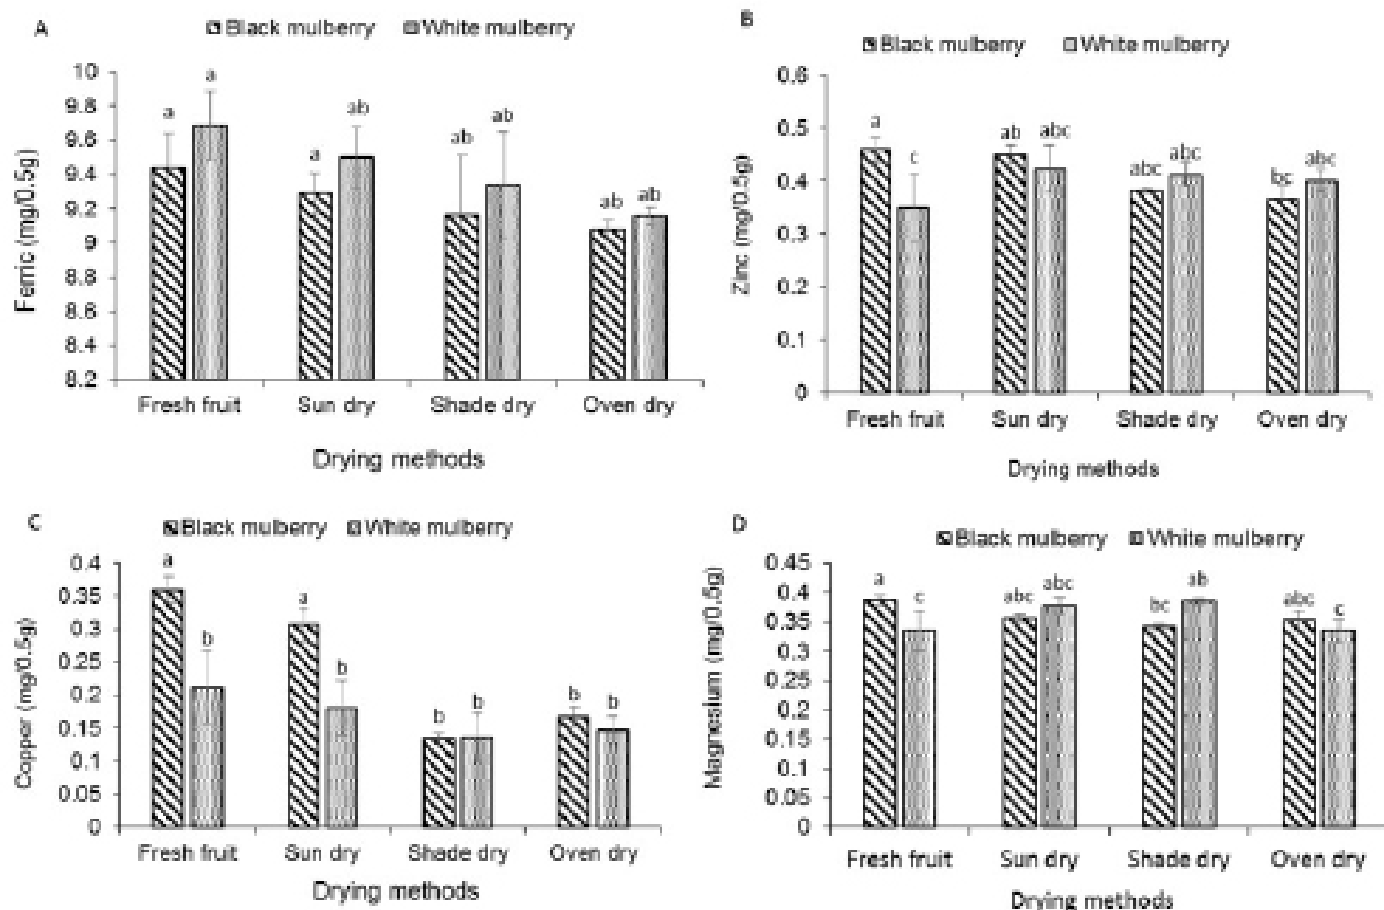 A
Black mulberry White mulberry
Ferric (mg/0.5g)
10
9.8
9.6
9.4
9.2
9
8.8
8.6
8.4
8.2
a a a ab ab ab ab ab
Fresh fruit Sun dry Shade dry Oven dry
Drying methods
B
Black mulberry White mulberry
Zinc (mg/0.5g)
0.6
0.5
0.4
0.3
0.2
0.1
0
a c ab abc abc abc bc abc
Fresh fruit Sun dry Shade dry Oven dry
Drying methods
C
Black mulberry White mulberry
Copper (mg/0.5g)
0.4
0.35
0.3
0.25
0.2
0.15
0.1
0.05
0
a b a b b b b b
Fresh fruit Sun dry Shade dry Oven dry
Drying methods
D
Black mulberry White mulberry
Magnesium (mg/0.5g)
0.45
0.4
0.35
0.3
0.25
0.2
0.15
0.1
0.05
0
a c abc abc bc ab abc c
Fresh fruit Sun dry Shade dry Oven dry
Drying methods